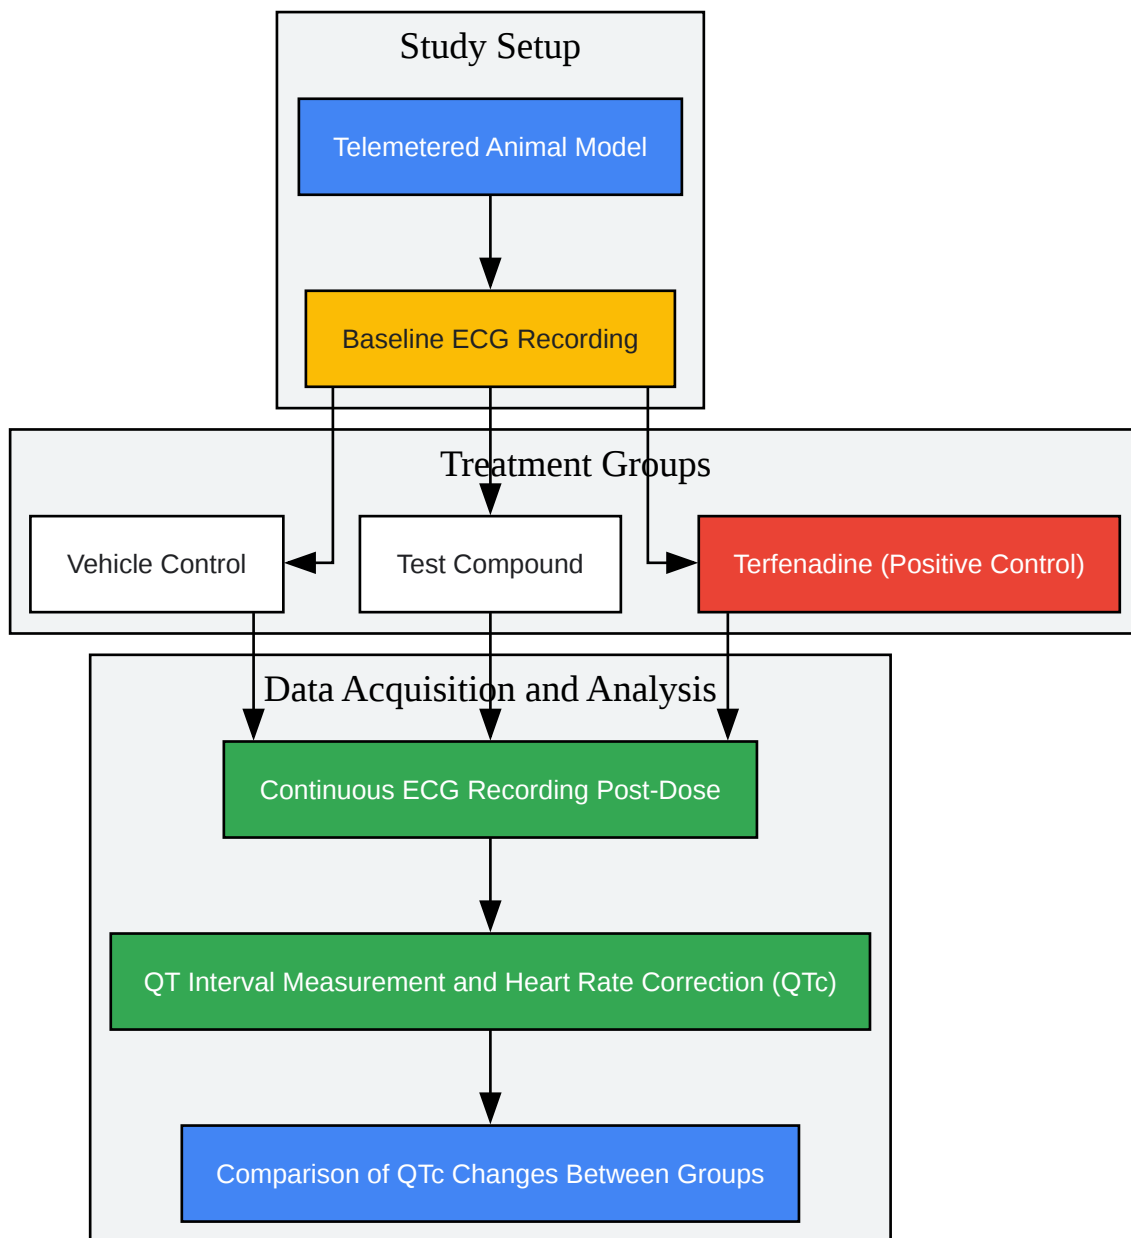 Study Setup
Telemetered Animal Model
Baseline ECG Recording
Treatment Groups
Vehicle Control
Test Compound
Terfenadine (Positive Control)
Data Acquisition and Analysis
Continuous ECG Recording Post-Dose
QT Interval Measurement and Heart Rate Correction (QTc)
Comparison of QTc Changes Between Groups